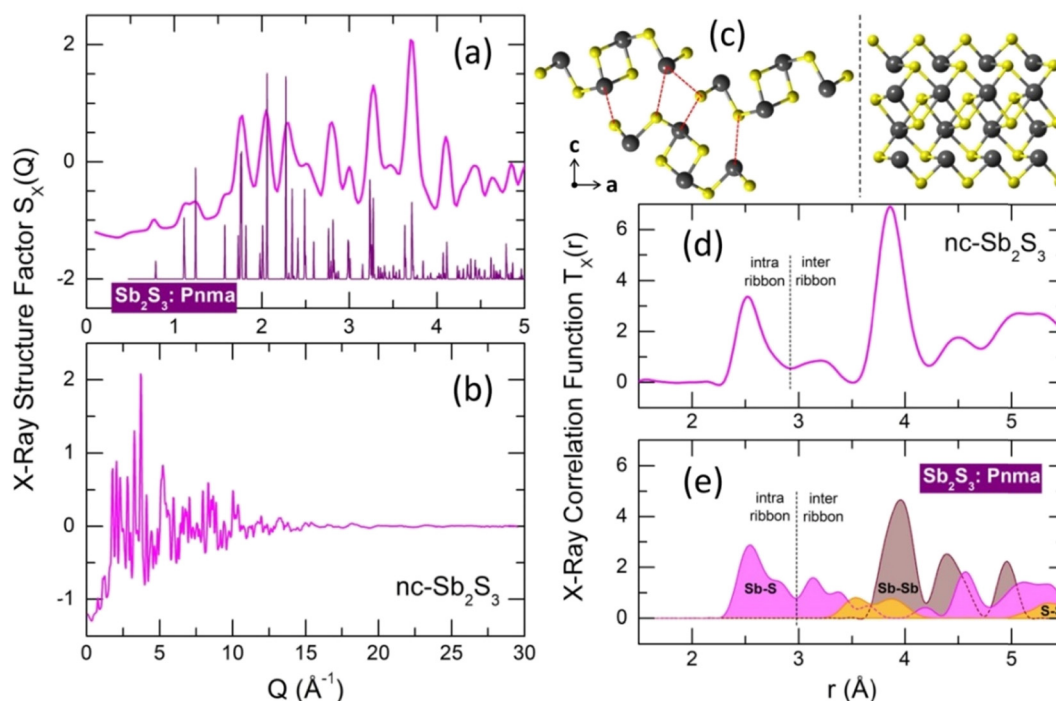 X-Ray Structure Factor Sₓ(Q)
2
0
-2
(a)
Sb₂S₃: Pnma
0 1 2 3 4 5
2
1
0
-1
(b)
nc-Sb₂S₃
0 5 10 15 20 25 30
Q (Å⁻¹)
(c)
c
a
X-Ray Correlation Function Tₓ(r)
6
4
2
0
(d)
nc-Sb₂S₃
intra inter
ribbon ribbon
2 3 4 5
6
4
2
0
(e)
Sb₂S₃: Pnma
intra inter
ribbon ribbon
Sb-S
Sb-Sb
S-S
2 3 4 5
r (Å)